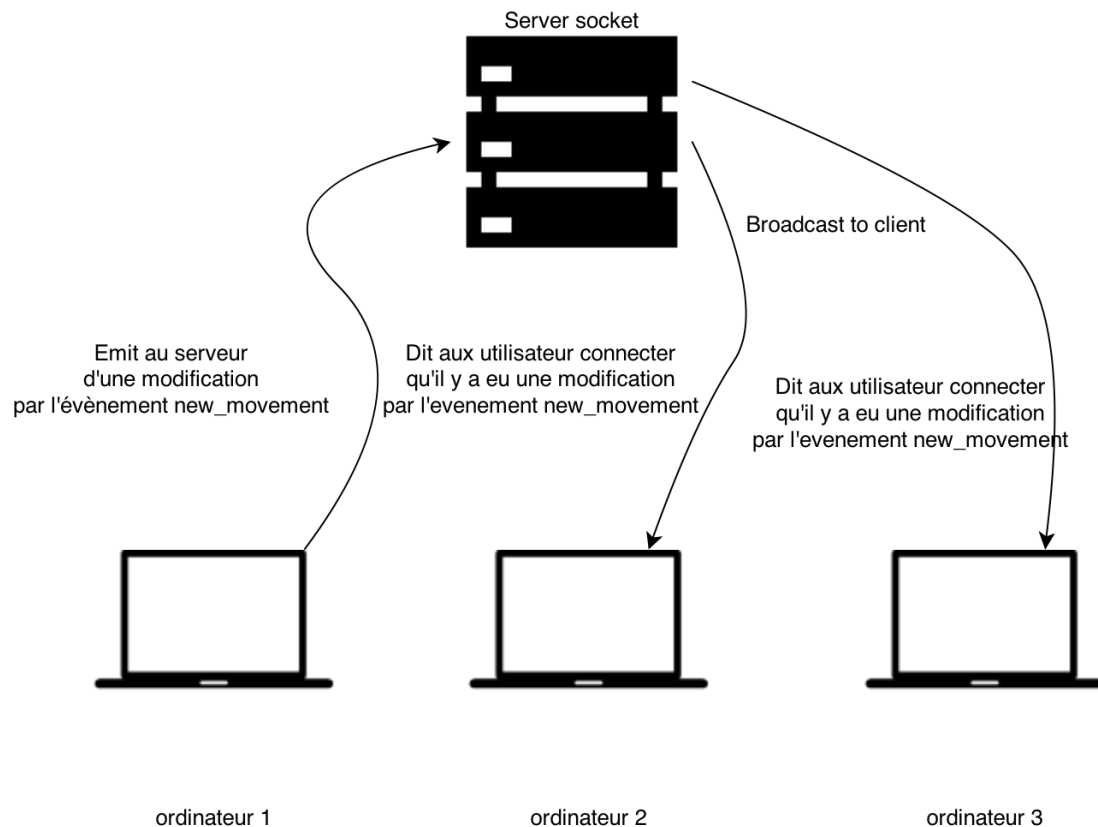 Server socket
Broadcast to client
Emit au serveur
d'une modification
par l'évènement new_movement
Dit aux utilisateur connecter
qu'il y a eu une modification
par l'evenement new_movement
Dit aux utilisateur connecter
qu'il y a eu une modification
par l'evenement new_movement
ordinateur 1
ordinateur 2
ordinateur 3